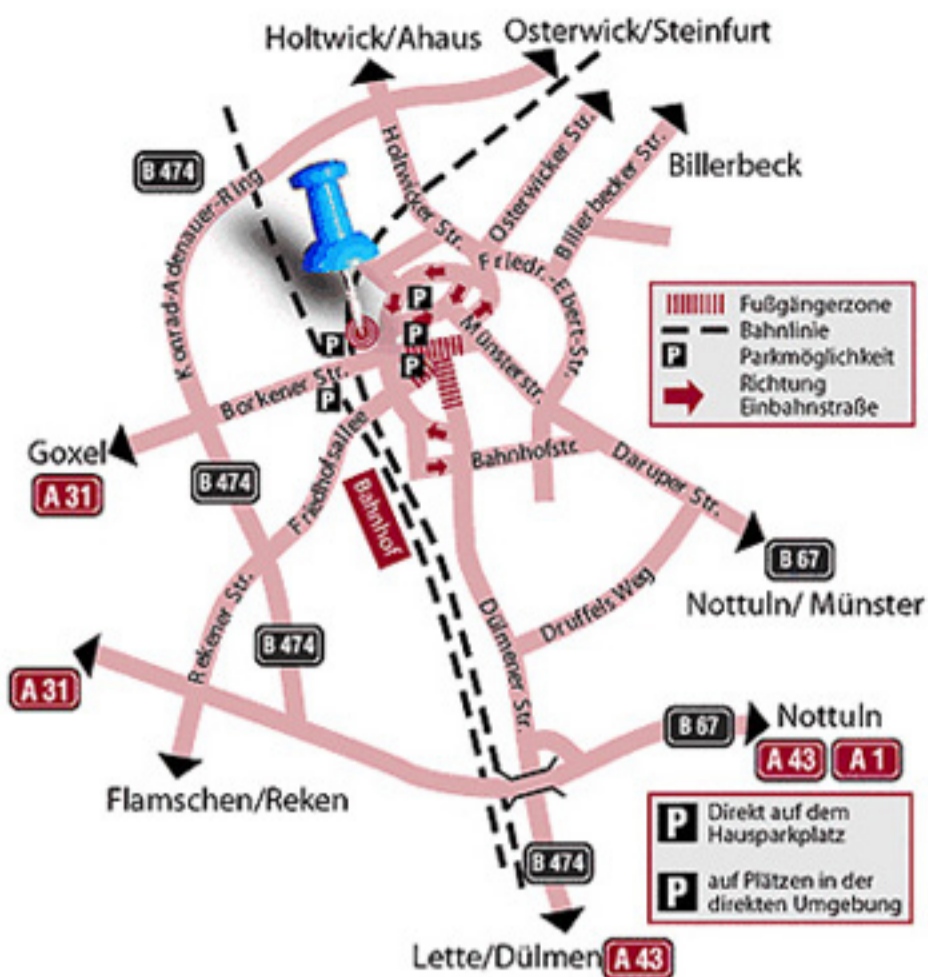 Holtwick/Ahaus
Osterwick/Steinfurt
Billerbeck
B 474
Konrad-Adenauer-Ring
Holtwicker Str.
Osterwicker Str.
Billerbecker Str.
Friedr.-Ebert-Str.
Münsterstr.
P
P
P
P
P
Borkener Str.
Goxel
A 31
B 474
Friedhofsallee
Bahnhof
Bahnhofstr.
Daruper Str.
B 67
Nottuln/ Münster
Druffels Weg
Dülmener Str.
Rekener Str.
B 474
A 31
Flamschen/Reken
B 67
Nottuln
A 43
A 1
B 474
Lette/Dülmen
A 43
Fußgängerzone
Bahnlinie
P
Parkmöglichkeit
Richtung
Einbahnstraße
P
Direkt auf dem
Hausparkplatz
P
auf Plätzen in der
direkten Umgebung